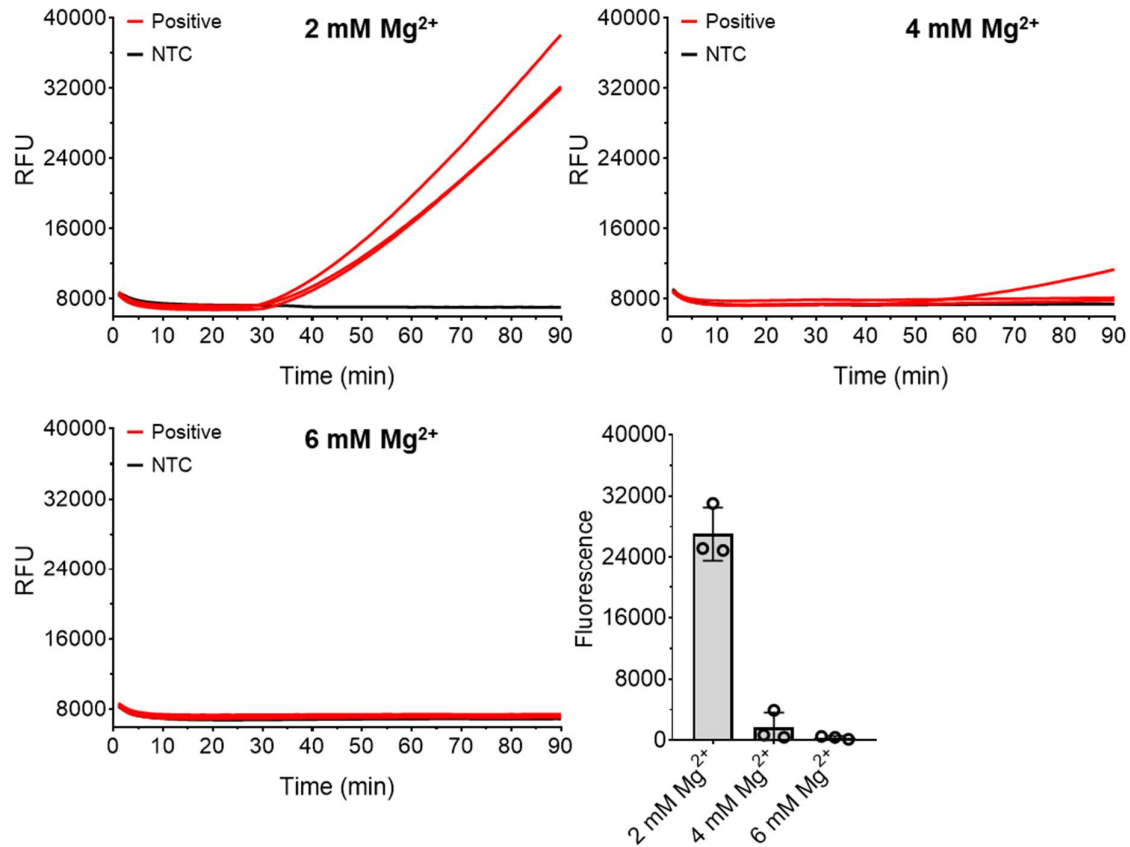 2 mM Mg²⁺
Positive
NTC
RFU
40000
32000
24000
16000
8000
0 10 20 30 40 50 60 70 80 90
Time (min)
4 mM Mg²⁺
Positive
NTC
RFU
40000
32000
24000
16000
8000
0 10 20 30 40 50 60 70 80 90
Time (min)
6 mM Mg²⁺
Positive
NTC
RFU
40000
32000
24000
16000
8000
0 10 20 30 40 50 60 70 80 90
Time (min)
Fluorescence
40000
32000
24000
16000
8000
0
2 mM Mg²⁺
4 mM Mg²⁺
6 mM Mg²⁺